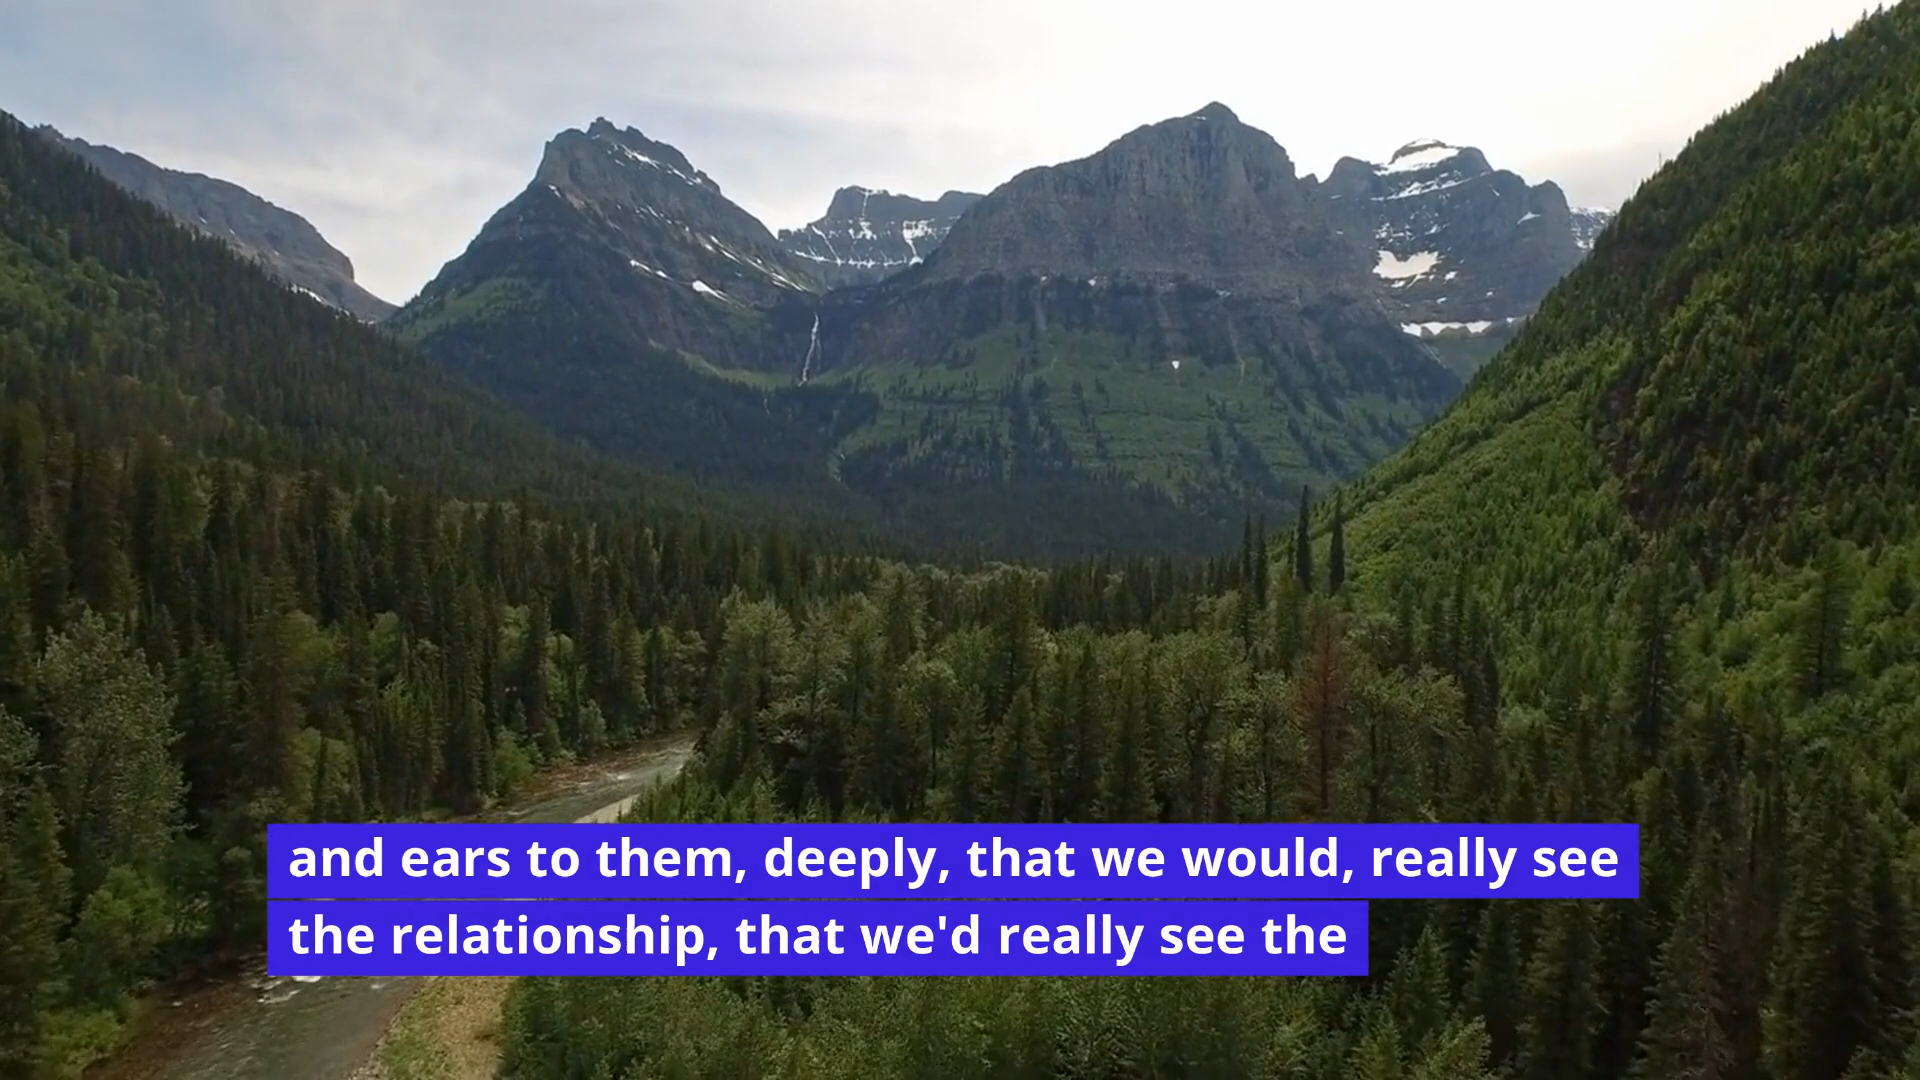 and ears to them, deeply, that we would, really see
the relationship, that we'd really see the